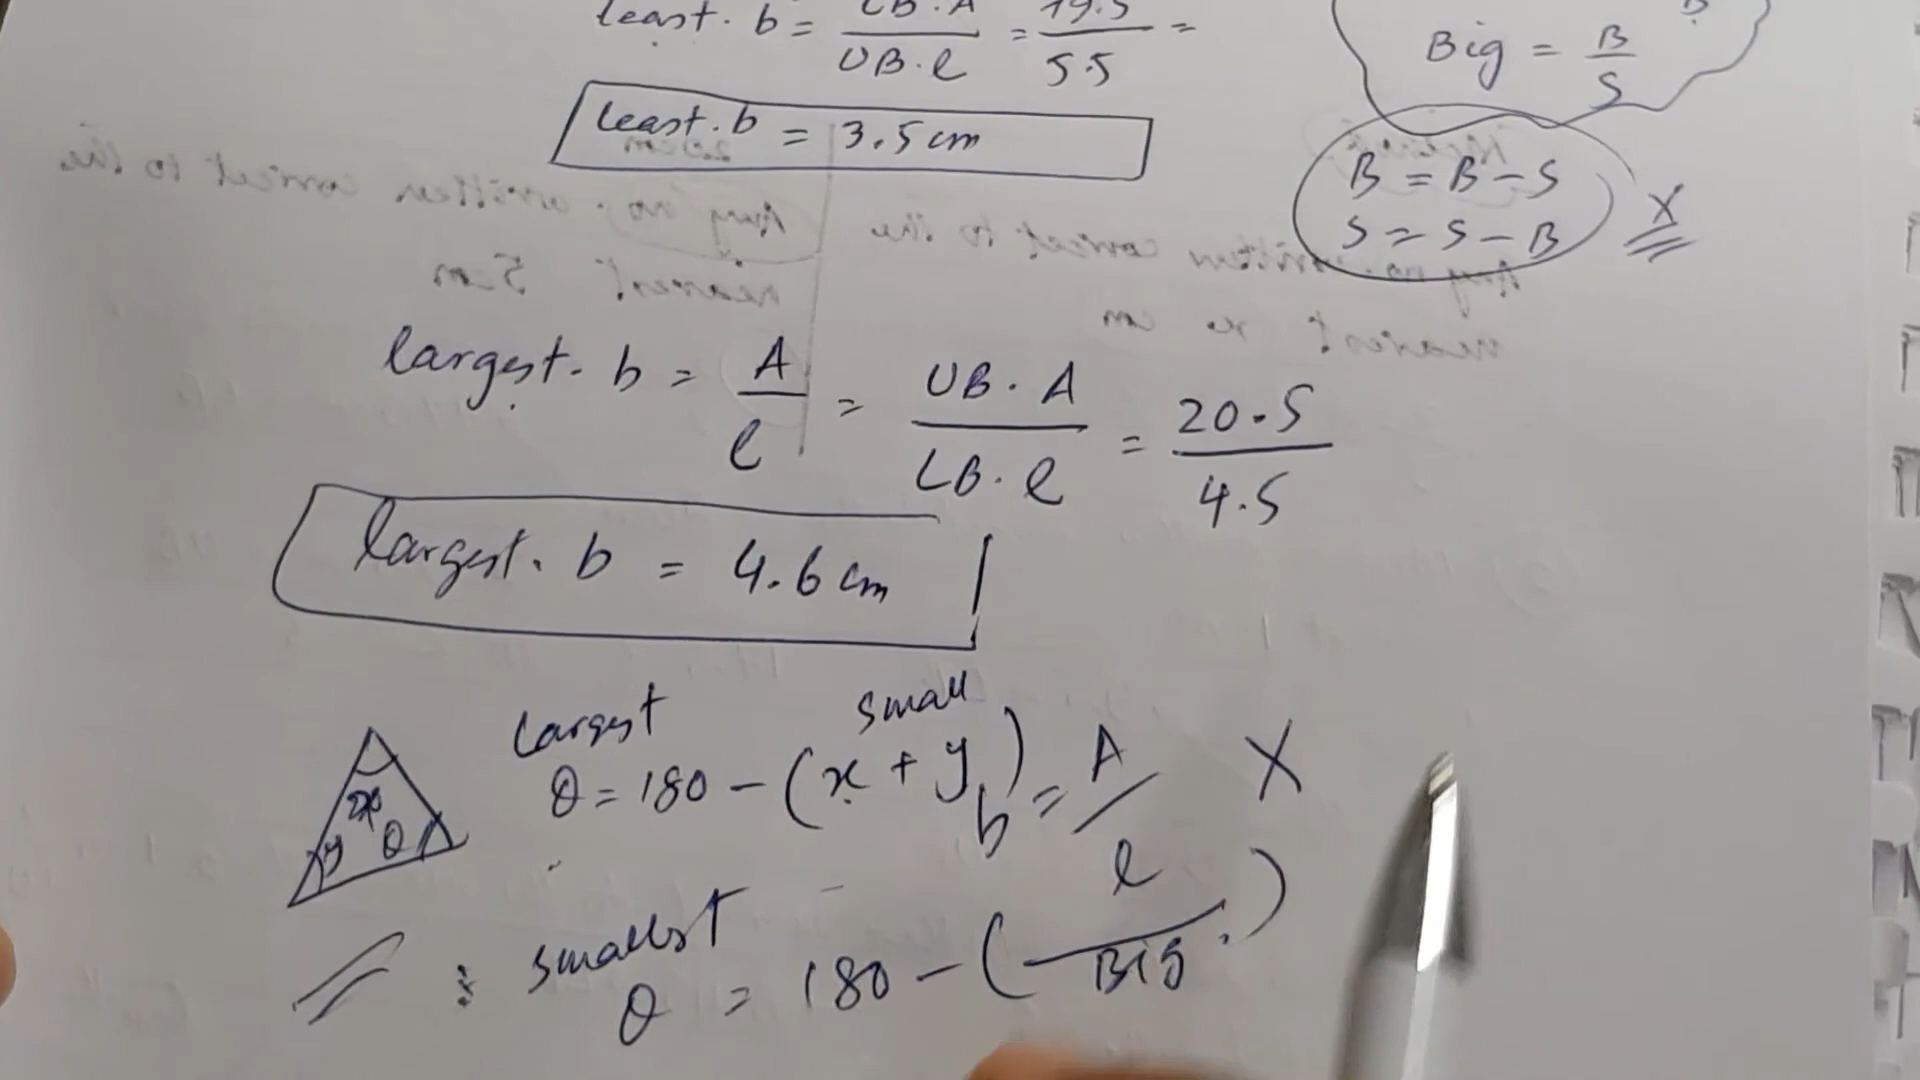 least. b = LB.A / UB.l = 19.5 / 5.5 =
Big = B / S
least. b = 3.5 cm
B = B - S
S = S - B
X
largest. b = A / l = UB. A / LB. l = 20.5 / 4.5
largest. b = 4.6 cm
largest
small
θ = 180 - (x + y)
b = A / l
X
x
y θ
smallest
θ = 180 - ( Big. )